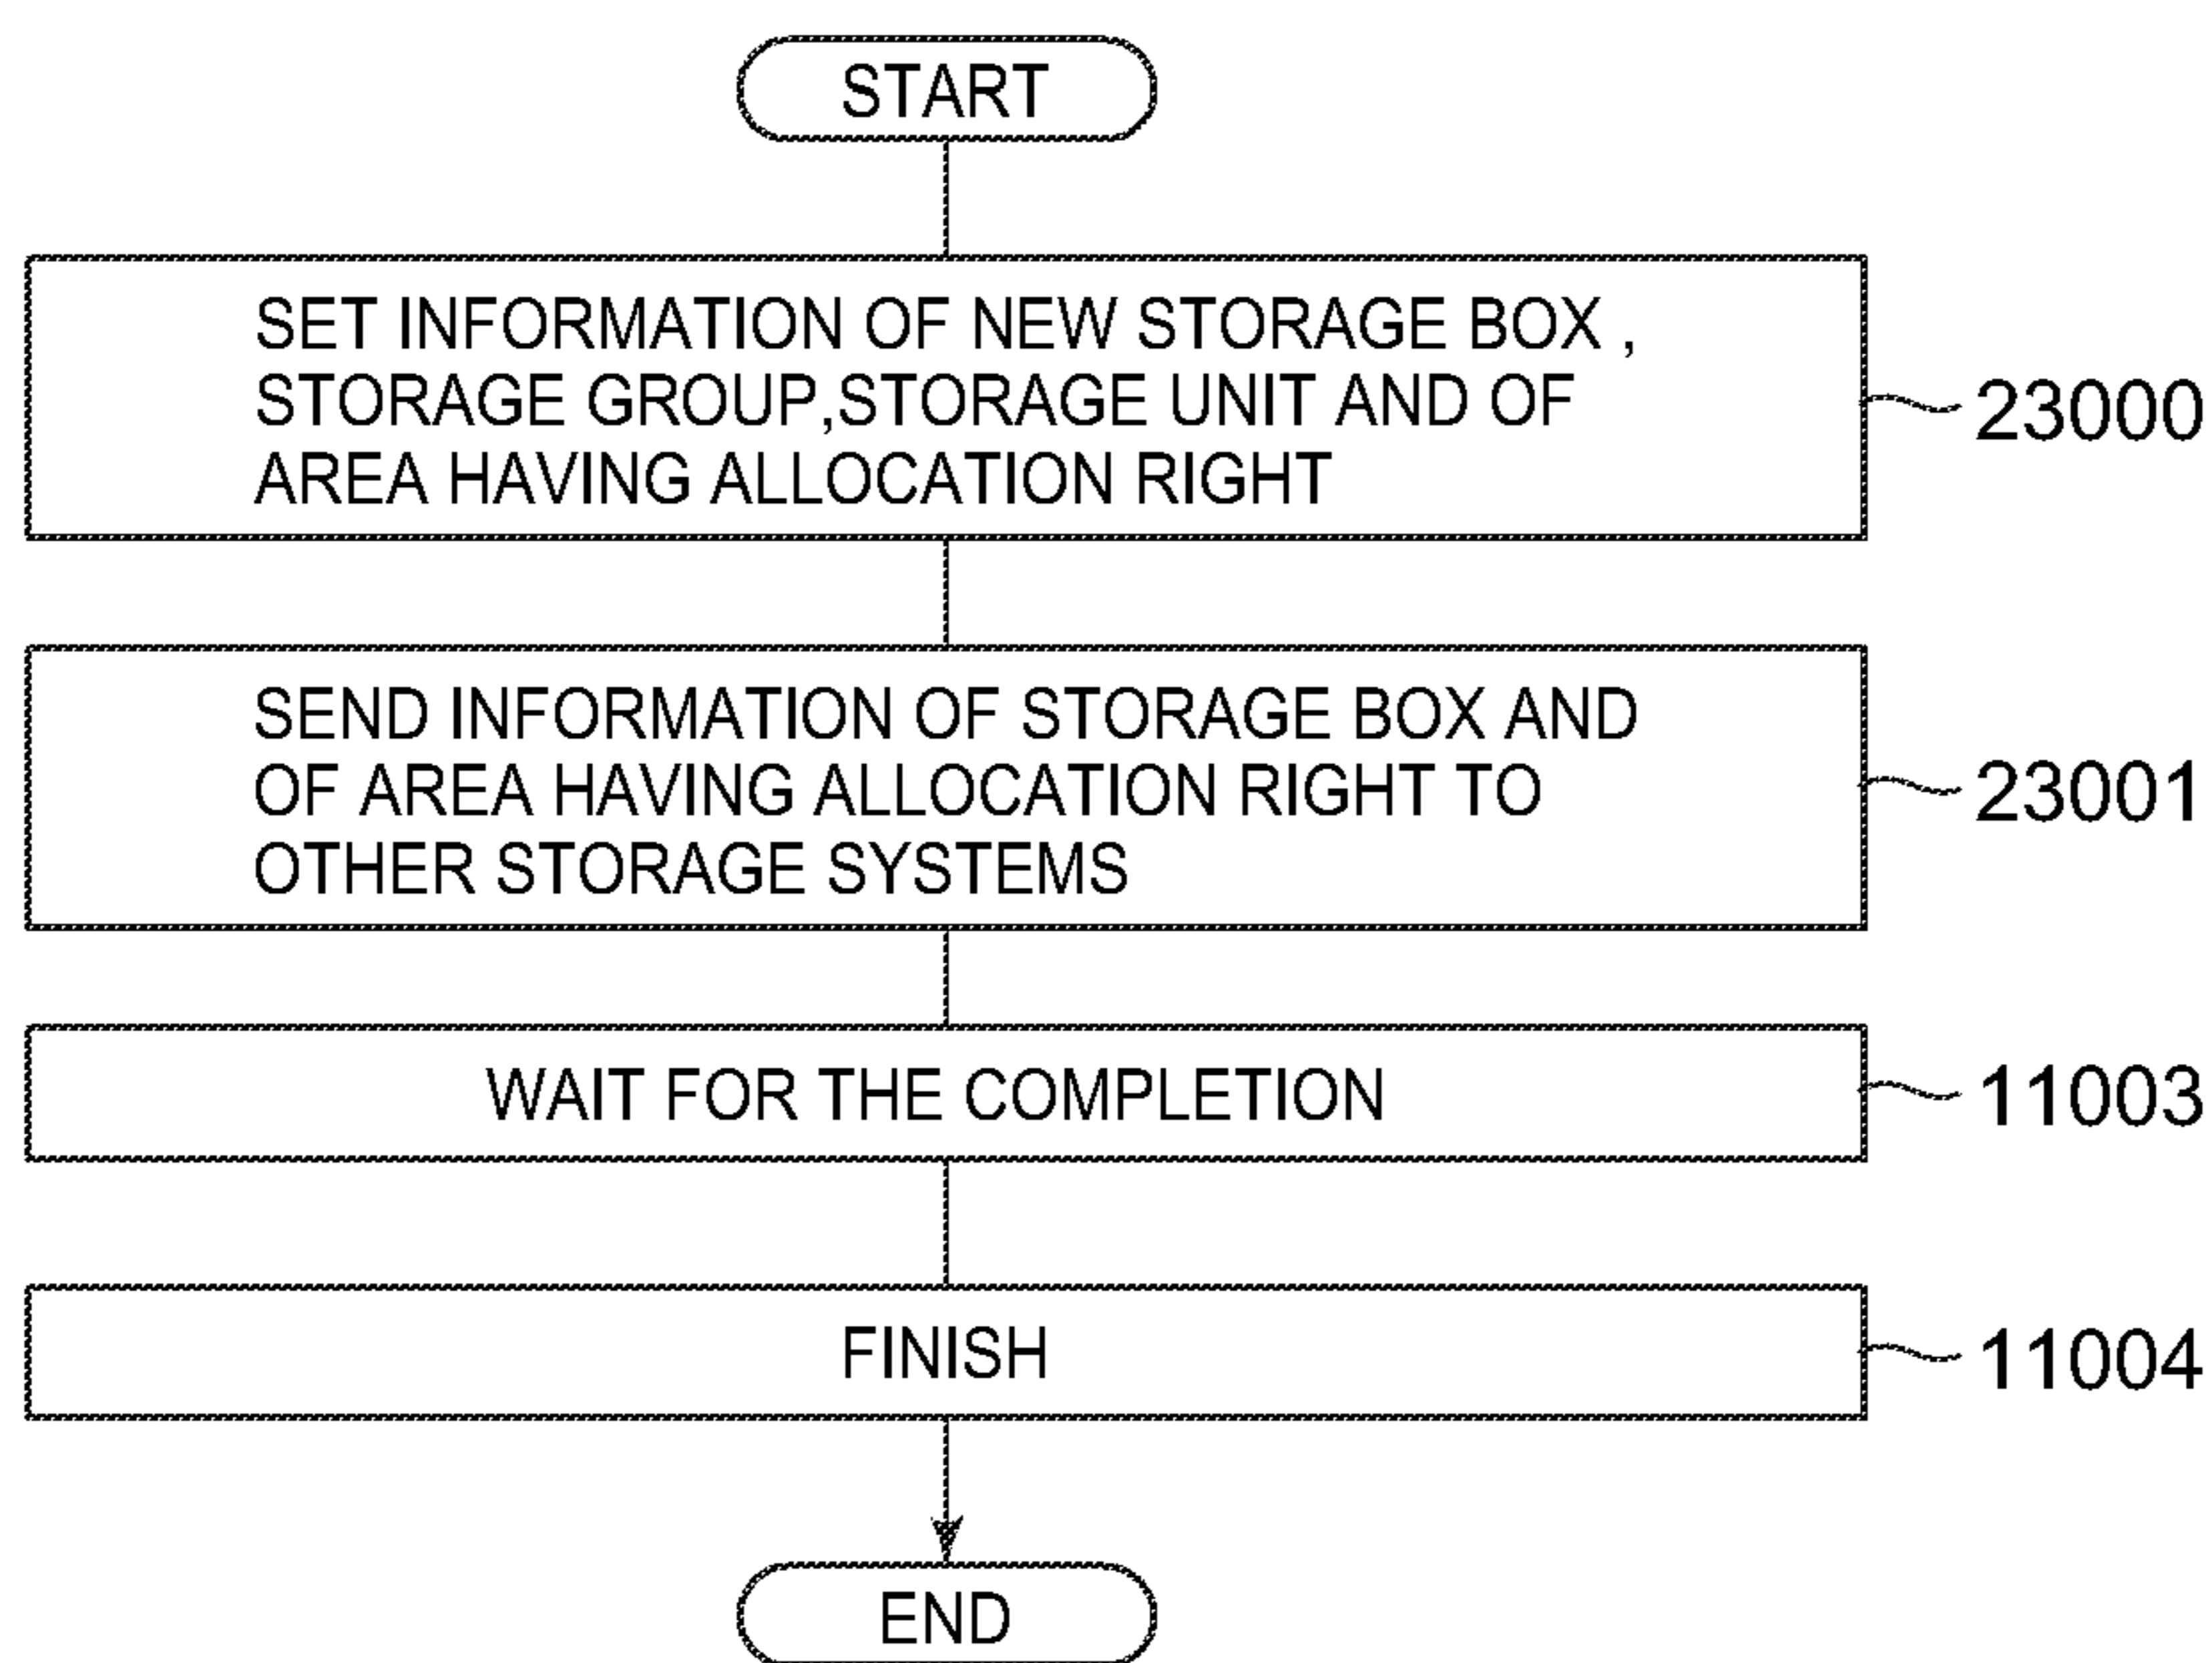 START
SET INFORMATION OF NEW STORAGE BOX ,
STORAGE GROUP,STORAGE UNIT AND OF
AREA HAVING ALLOCATION RIGHT
23000
SEND INFORMATION OF STORAGE BOX AND
OF AREA HAVING ALLOCATION RIGHT TO
OTHER STORAGE SYSTEMS
23001
WAIT FOR THE COMPLETION
11003
FINISH
11004
END